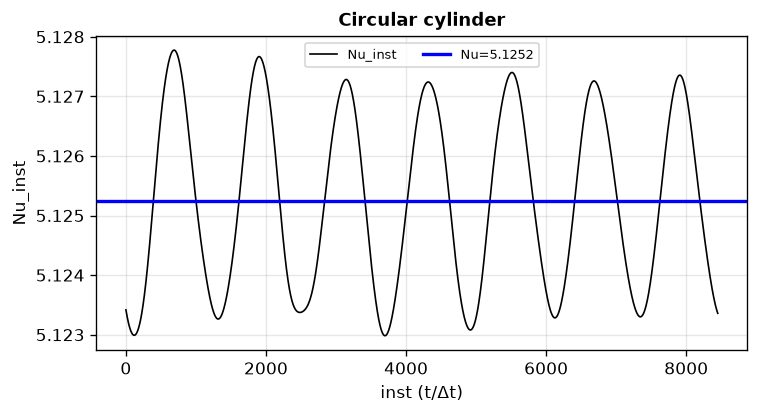 Circular cylinder
Nu_inst
Nu=5.1252
5.128
5.127
5.126
5.125
5.124
5.123
Nu_inst
0
2000
4000
6000
8000
inst (t/Δt)